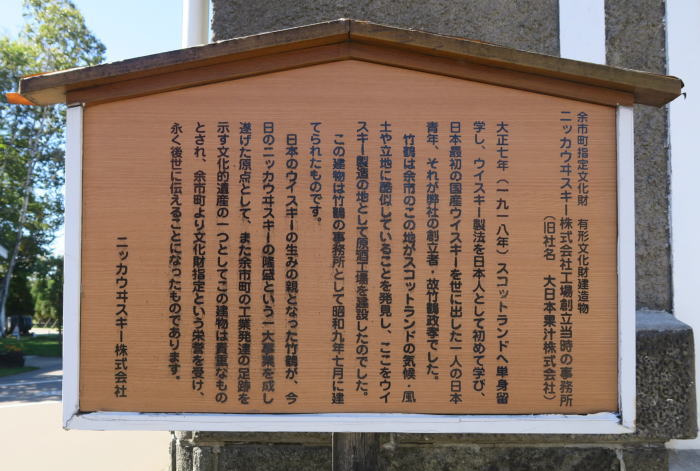 余市町指定文化財　有形文化財建造物
ニッカウヰスキー株式会社工場創立当時の事務所
（旧社名　大日本果汁株式会社）
大正七年（一九一八年）スコットランドへ単身留
学し、ウイスキー製法を日本人として初めて学び、
日本最初の国産ウイスキーを世に出した一人の日本
青年、それが弊社の創立者・故竹鶴政孝でした。
竹鶴は余市のこの地がスコットランドの気候・風
土や立地に酷似していることを発見し、ここをウイ
スキー製造の地として原酒工場を建設したのでした。
この建物は竹鶴の事務所として昭和九年七月に建
てられたものです。
日本のウイスキーの生みの親となった竹鶴が、今
日のニッカウヰスキーの隆盛という一大事業を成し
遂げた原点として、また余市町の工業発達の足跡を
示す文化的遺産の一つとしてこの建物は貴重なもの
とされ、余市町より文化財指定という栄誉を受け、
永く後世に伝えることになったものであります。
ニッカウヰスキー株式会社